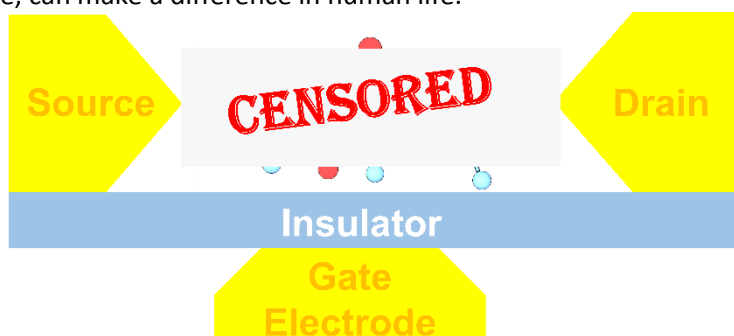 e, can make a difference in human life.
Source
CENSORED
Drain
Insulator
Gate
Electrode